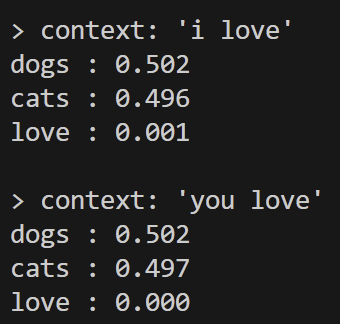 > context: 'i love'
dogs : 0.502
cats : 0.496
love : 0.001
> context: 'you love'
dogs : 0.502
cats : 0.497
love : 0.000